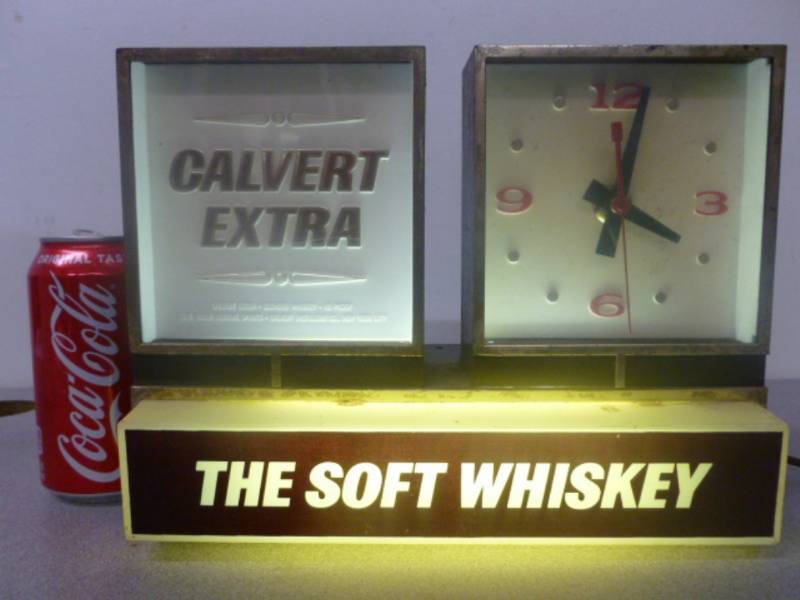 CALVERT
EXTRA
12
9
3
6
ORIGINAL TAS
Coca-Cola
THE SOFT WHISKEY